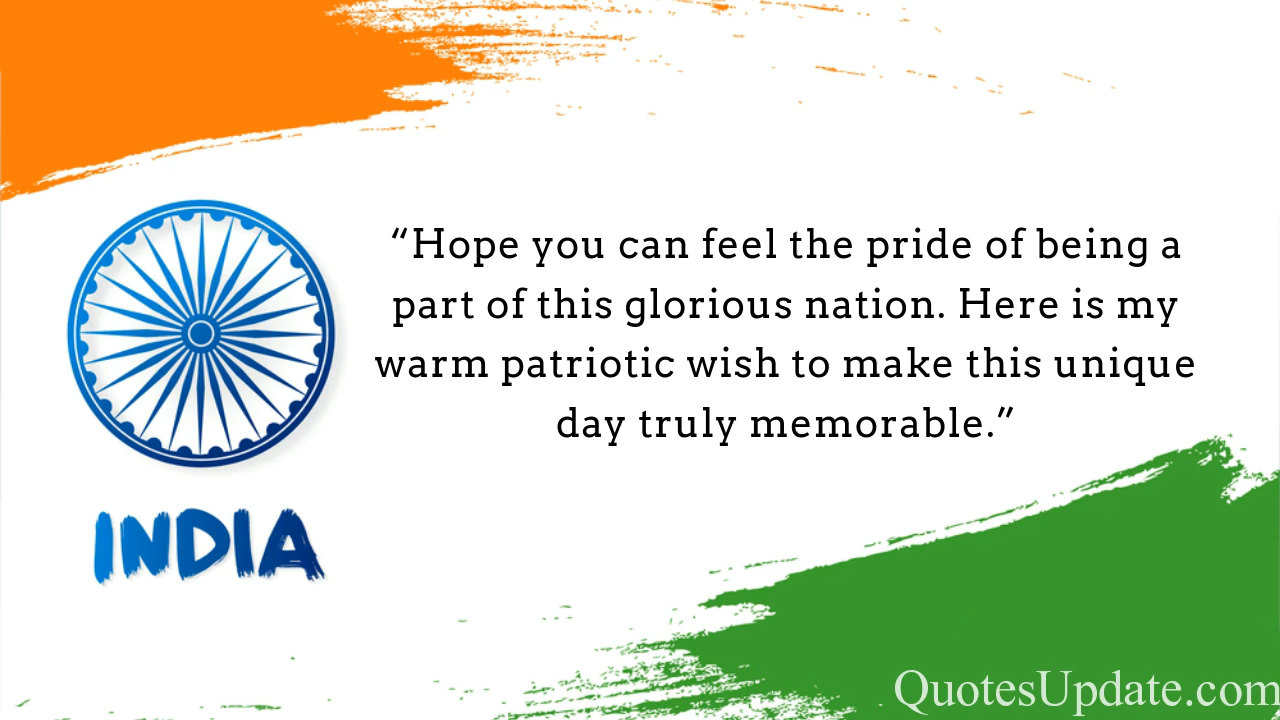 “Hope you can feel the pride of being a
part of this glorious nation. Here is my
warm patriotic wish to make this unique
day truly memorable.”
INDIA
QuotesUpdate.com